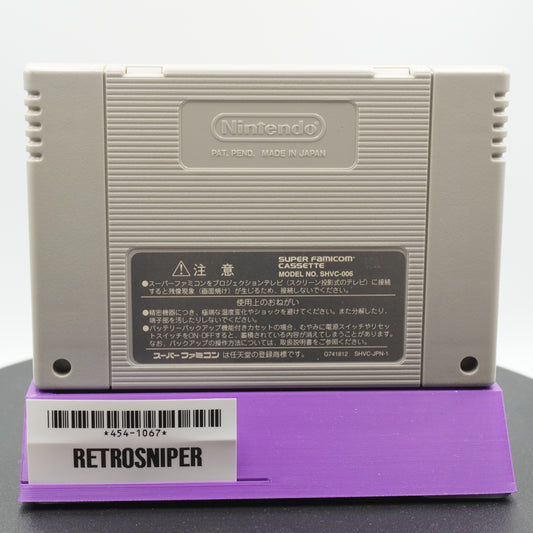 Nintendo
PAT. PEND. MADE IN JAPAN
⚠注意
SUPER FAMICOM™
CASSETTE
MODEL NO. SHVC-006
●スーパーファミコンをプロジェクションテレビ(スクリーン投影式のテレビ)に接続
すると残像現象(画面焼け)が生じるため、接続しないでください。
使用上のおねがい
●精密機器につき、極端な温度変化やショックを避けてください。また分解したり、
端子部を汚したりしないでください。
●バッテリーバックアップ機能付きカセットの場合、むやみに電源スイッチやリセ
ットスイッチをON OFFすると、蓄積されている内容が消えてしまうことがあります。
なお、バックアップの操作方法については、取扱説明書をご参照ください。
スーパーファミコン は任天堂の登録商標です。 G741812 SHVC-JPN-1
*454-1067*
RETROSNIPER